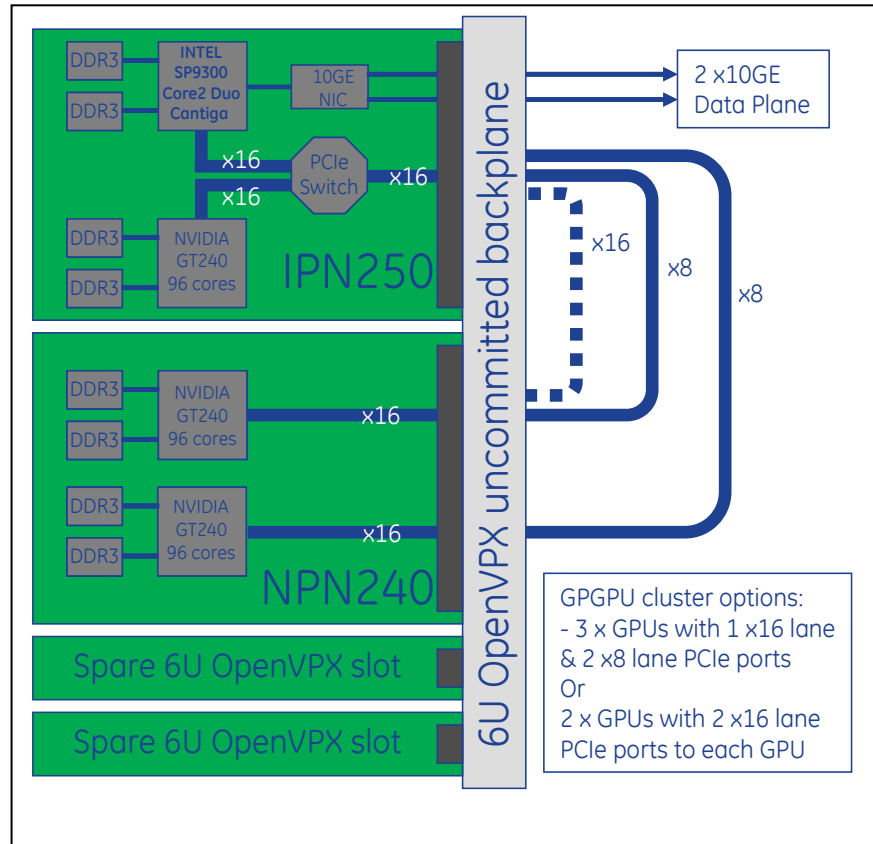 DDR3
DDR3
INTEL
SP9300
Core2 Duo
Cantiga
10GE
NIC
2 x10GE
Data Plane
x16
x16
PCIe
Switch
x16
DDR3
DDR3
NVIDIA
GT240
96 cores
IPN250
6U OpenVPX uncommitted backplane
x16
x8
x8
DDR3
DDR3
NVIDIA
GT240
96 cores
x16
DDR3
DDR3
NVIDIA
GT240
96 cores
x16
NPN240
Spare 6U OpenVPX slot
Spare 6U OpenVPX slot
GPGPU cluster options:
- 3 x GPUs with 1 x16 lane
& 2 x8 lane PCIe ports
Or
2 x GPUs with 2 x16 lane
PCIe ports to each GPU